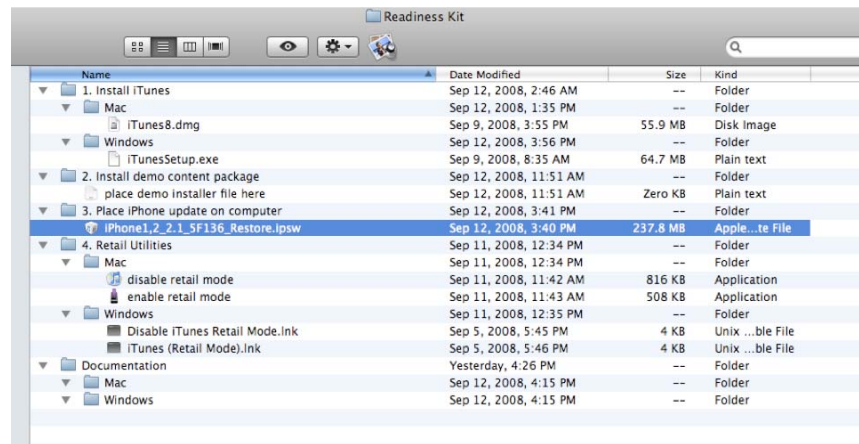 Readiness Kit
Name Date Modified Size Kind
1. Install iTunes Sep 12, 2008, 2:46 AM -- Folder
Mac Sep 12, 2008, 1:35 PM -- Folder
iTunes8.dmg Sep 9, 2008, 3:55 PM 55.9 MB Disk Image
Windows Sep 12, 2008, 3:56 PM -- Folder
iTunesSetup.exe Sep 9, 2008, 8:35 AM 64.7 MB Plain text
2. Install demo content package Sep 12, 2008, 11:51 AM -- Folder
place demo installer file here Sep 12, 2008, 11:51 AM Zero KB Plain text
3. Place iPhone update on computer Sep 12, 2008, 3:41 PM -- Folder
iPhone1,2_2.1_5F136_Restore.ipsw Sep 12, 2008, 3:40 PM 237.8 MB Apple...te File
4. Retail Utilities Sep 11, 2008, 12:34 PM -- Folder
Mac Sep 11, 2008, 12:34 PM -- Folder
disable retail mode Sep 11, 2008, 11:42 AM 816 KB Application
enable retail mode Sep 11, 2008, 11:43 AM 508 KB Application
Windows Sep 11, 2008, 12:35 PM -- Folder
Disable iTunes Retail Mode.lnk Sep 5, 2008, 5:45 PM 4 KB Unix ...ble File
iTunes (Retail Mode).lnk Sep 5, 2008, 5:46 PM 4 KB Unix ...ble File
Documentation Yesterday, 4:26 PM -- Folder
Mac Sep 12, 2008, 4:15 PM -- Folder
Windows Sep 12, 2008, 4:15 PM -- Folder